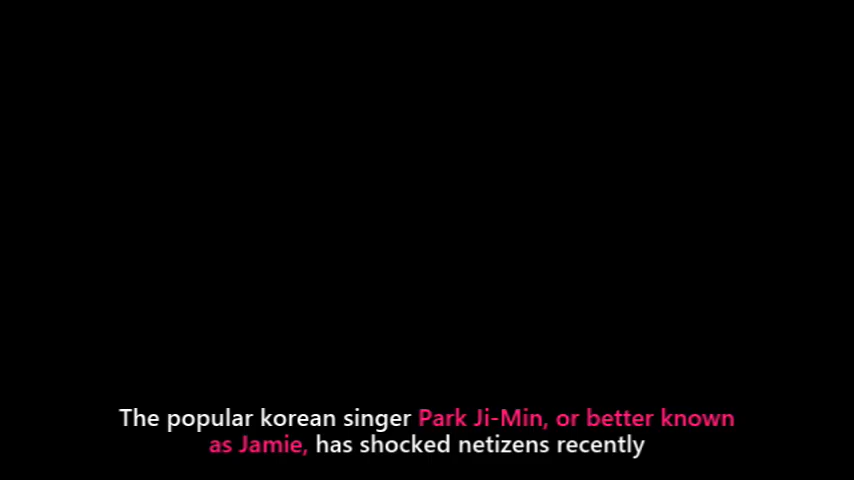 The popular korean singer Park Ji-Min, or better known
as Jamie, has shocked netizens recently